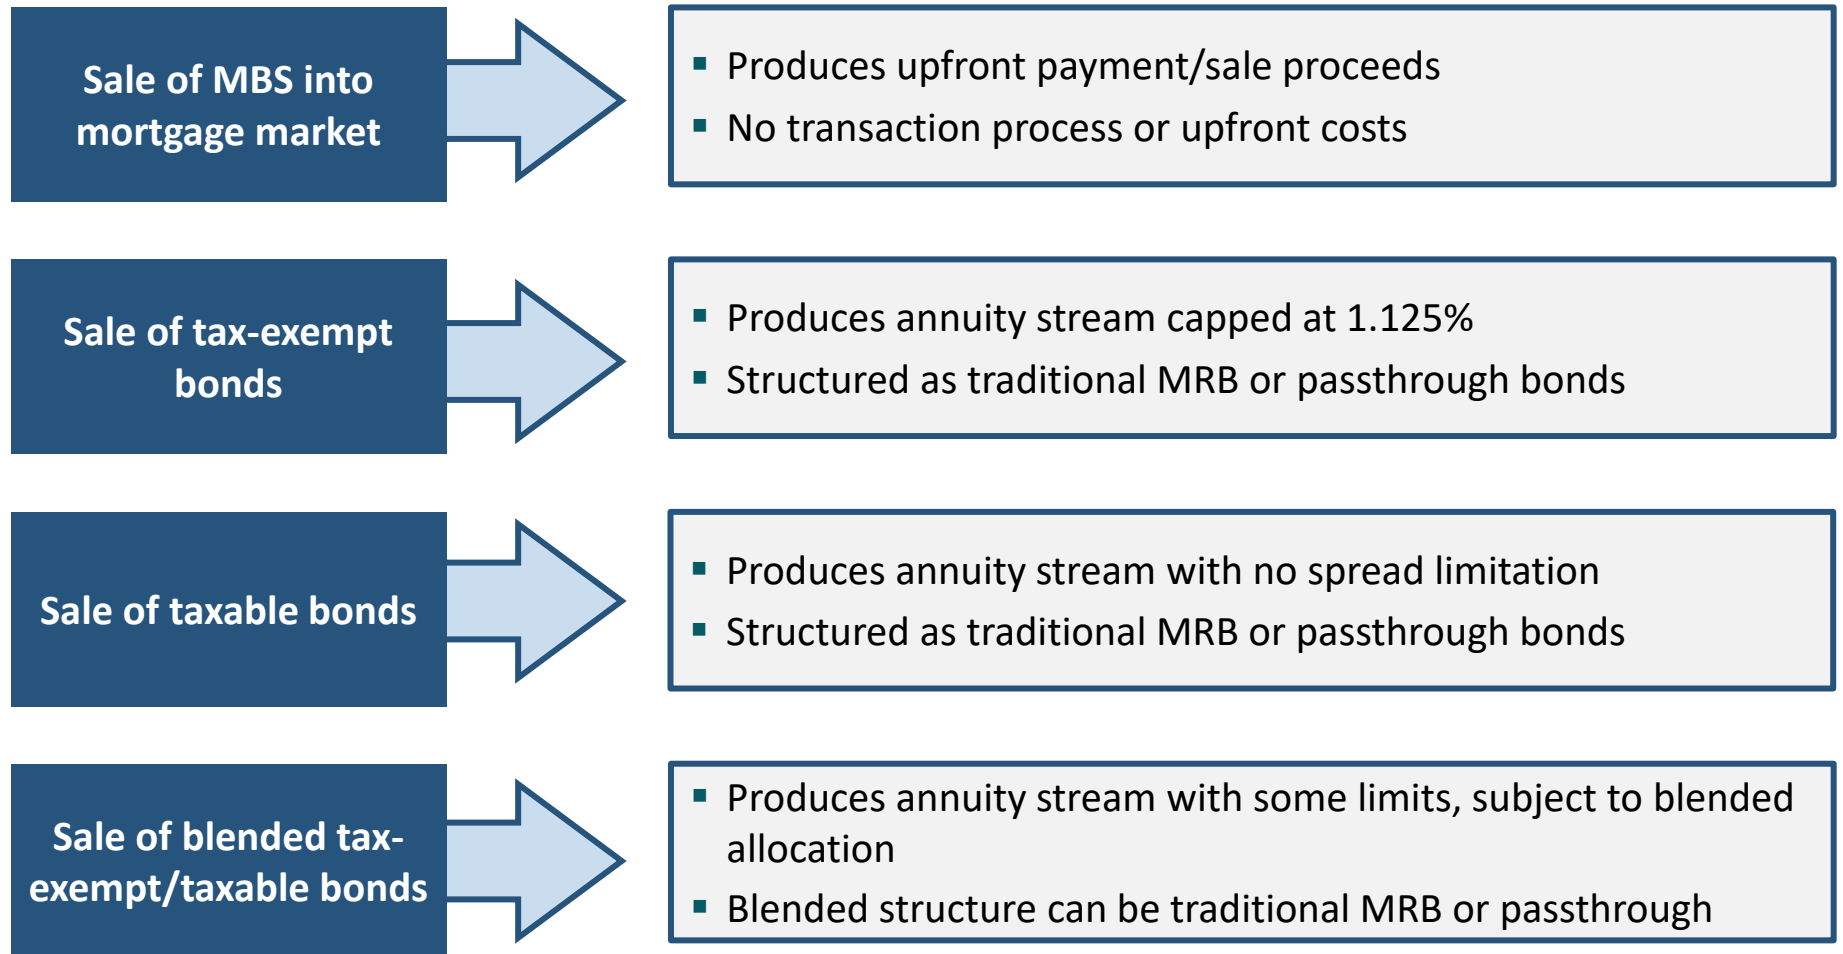 Sale of MBS into
mortgage market
▪ Produces upfront payment/sale proceeds
▪ No transaction process or upfront costs
Sale of tax-exempt
bonds
▪ Produces annuity stream capped at 1.125%
▪ Structured as traditional MRB or passthrough bonds
Sale of taxable bonds
▪ Produces annuity stream with no spread limitation
▪ Structured as traditional MRB or passthrough bonds
Sale of blended tax-
exempt/taxable bonds
▪ Produces annuity stream with some limits, subject to blended
allocation
▪ Blended structure can be traditional MRB or passthrough